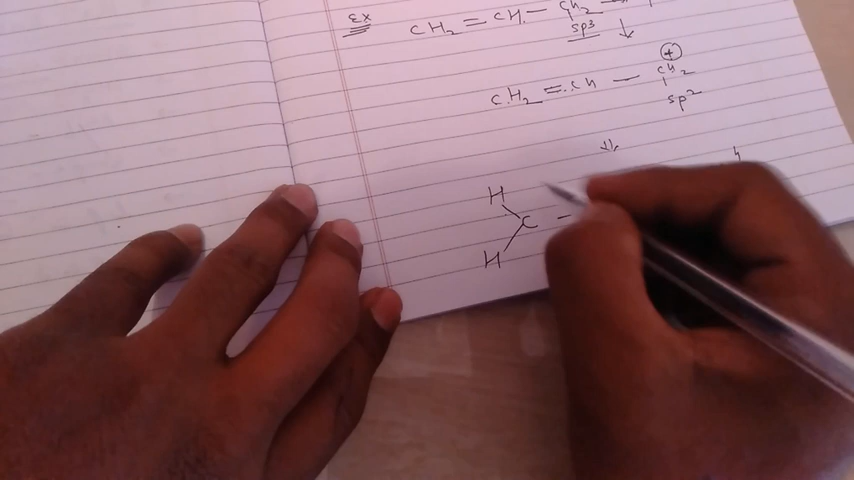 Ex CH₂ = CH - CH₂ -
sp³ ↓
⊕
CH₂ = CH - CH₂
sp²
H
C -
H